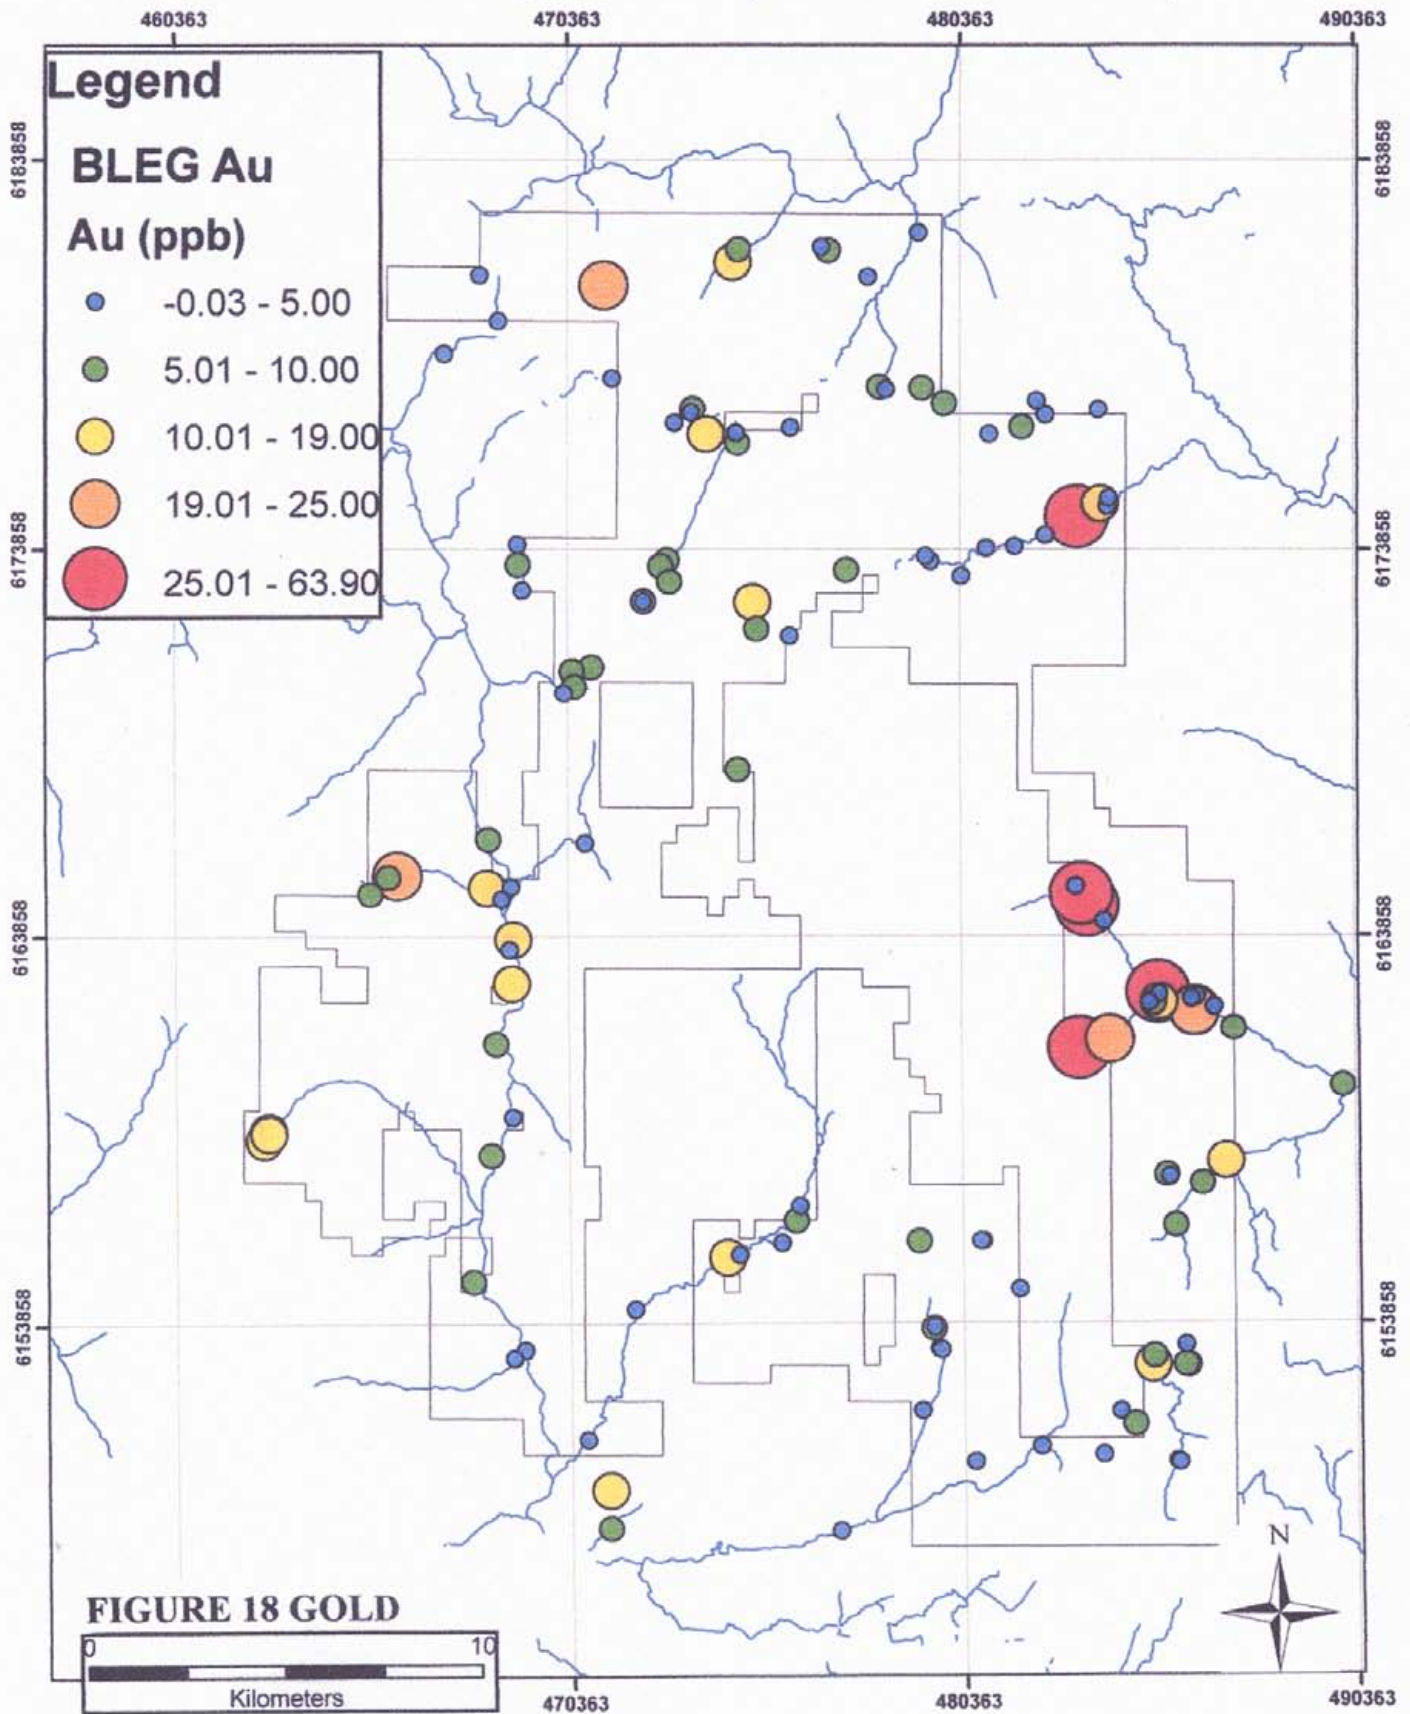 460363 470363 480363 490363
Legend
BLEG Au
Au (ppb)
-0.03 - 5.00
5.01 - 10.00
10.01 - 19.00
19.01 - 25.00
25.01 - 63.90
6183858 6183858
6173858 6173858
6163858 6163858
6153858 6153858
N
FIGURE 18 GOLD
0 10
Kilometers
470363 480363 490363